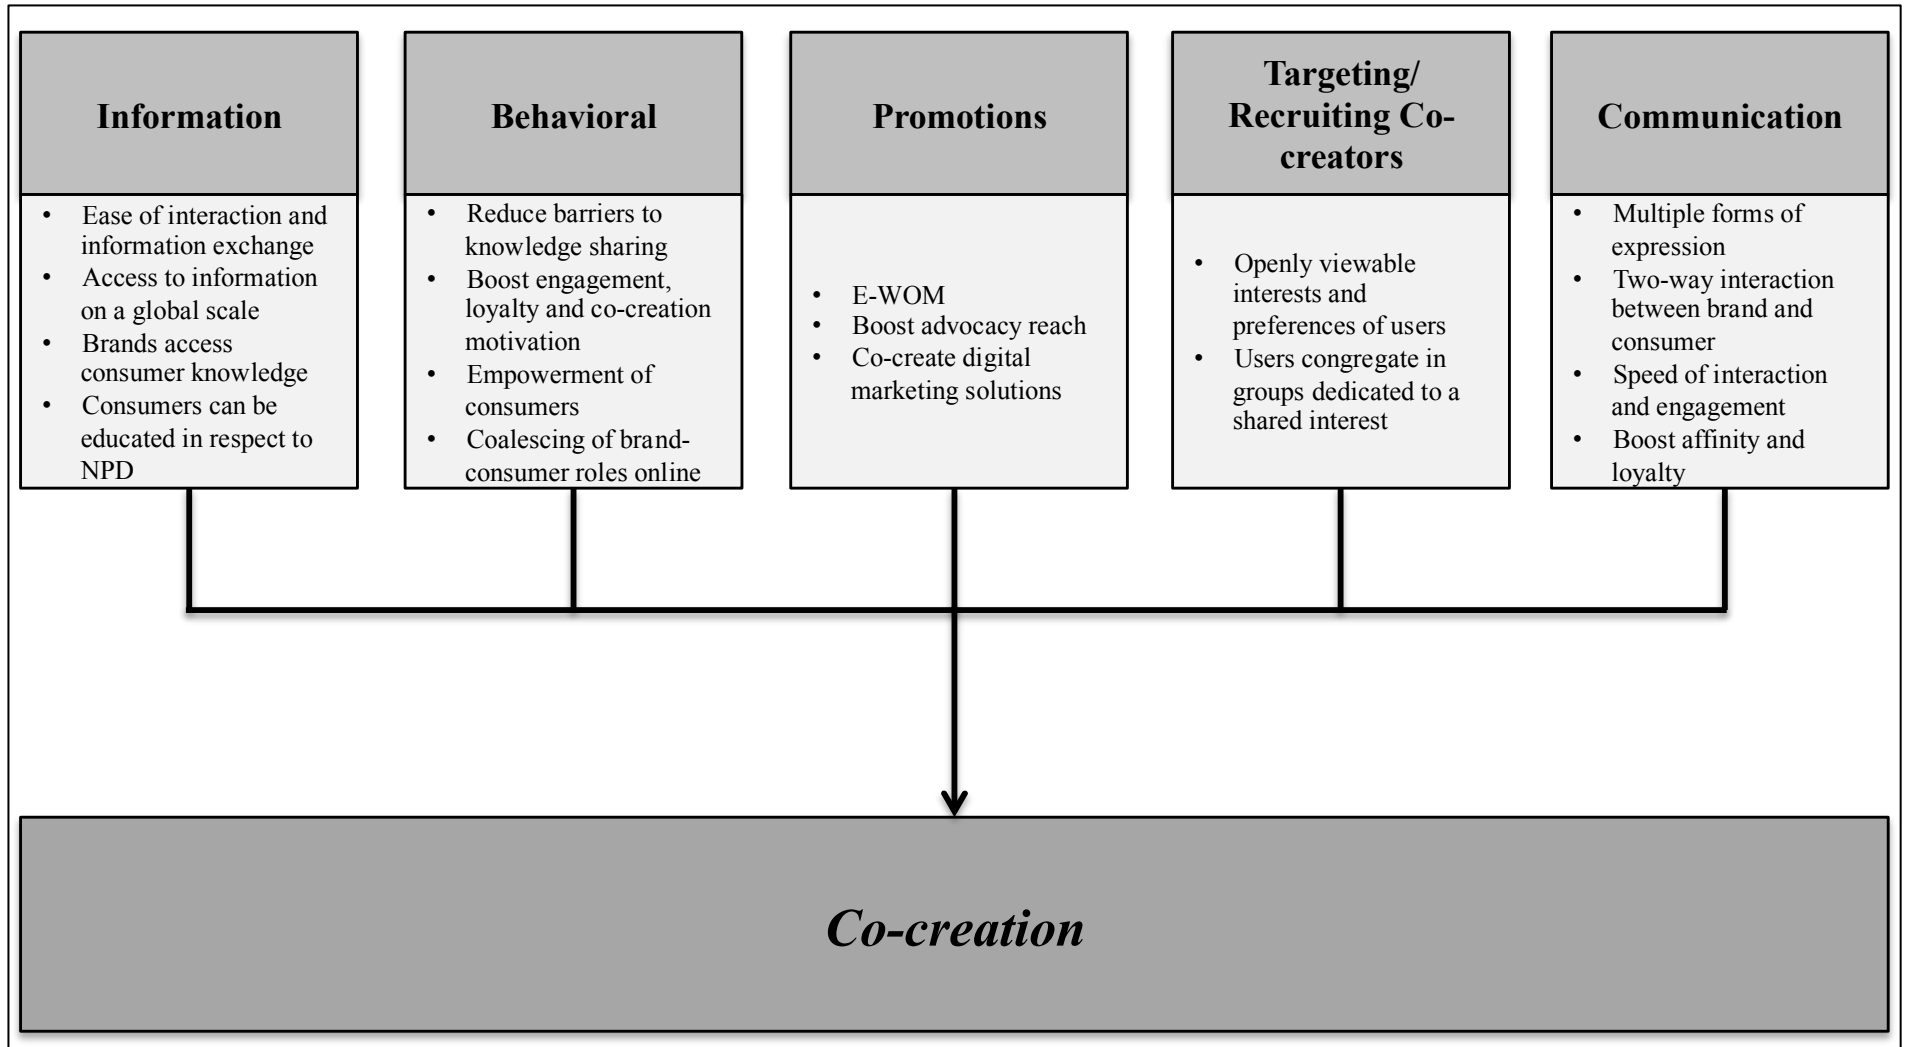 Information
• Ease of interaction and
information exchange
• Access to information
on a global scale
• Brands access
consumer knowledge
• Consumers can be
educated in respect to
NPD
Behavioral
• Reduce barriers to
knowledge sharing
• Boost engagement,
loyalty and co-creation
motivation
• Empowerment of
consumers
• Coalescing of brand-
consumer roles online
Promotions
• E-WOM
• Boost advocacy reach
• Co-create digital
marketing solutions
Targeting/
Recruiting Co-
creators
• Openly viewable
interests and
preferences of users
• Users congregate in
groups dedicated to a
shared interest
Communication
• Multiple forms of
expression
• Two-way interaction
between brand and
consumer
• Speed of interaction
and engagement
• Boost affinity and
loyalty
Co-creation